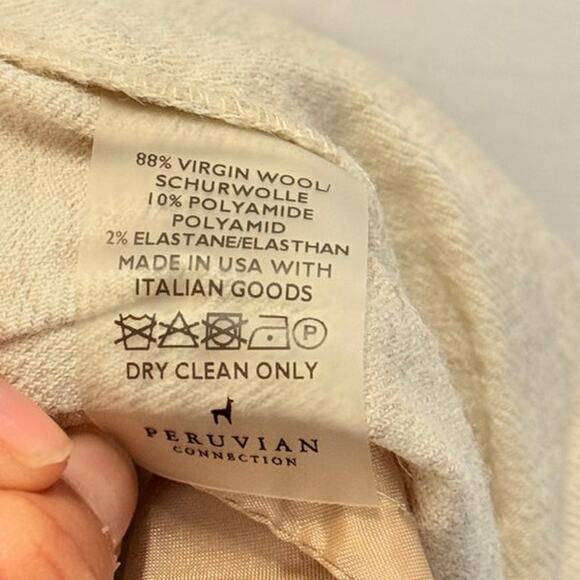 88% VIRGIN WOOL/
SCHURWOLLE
10% POLYAMIDE
POLYAMID
2% ELASTANE/ELASTHAN
MADE IN USA WITH
ITALIAN GOODS
P
DRY CLEAN ONLY
PERUVIAN
CONNECTION